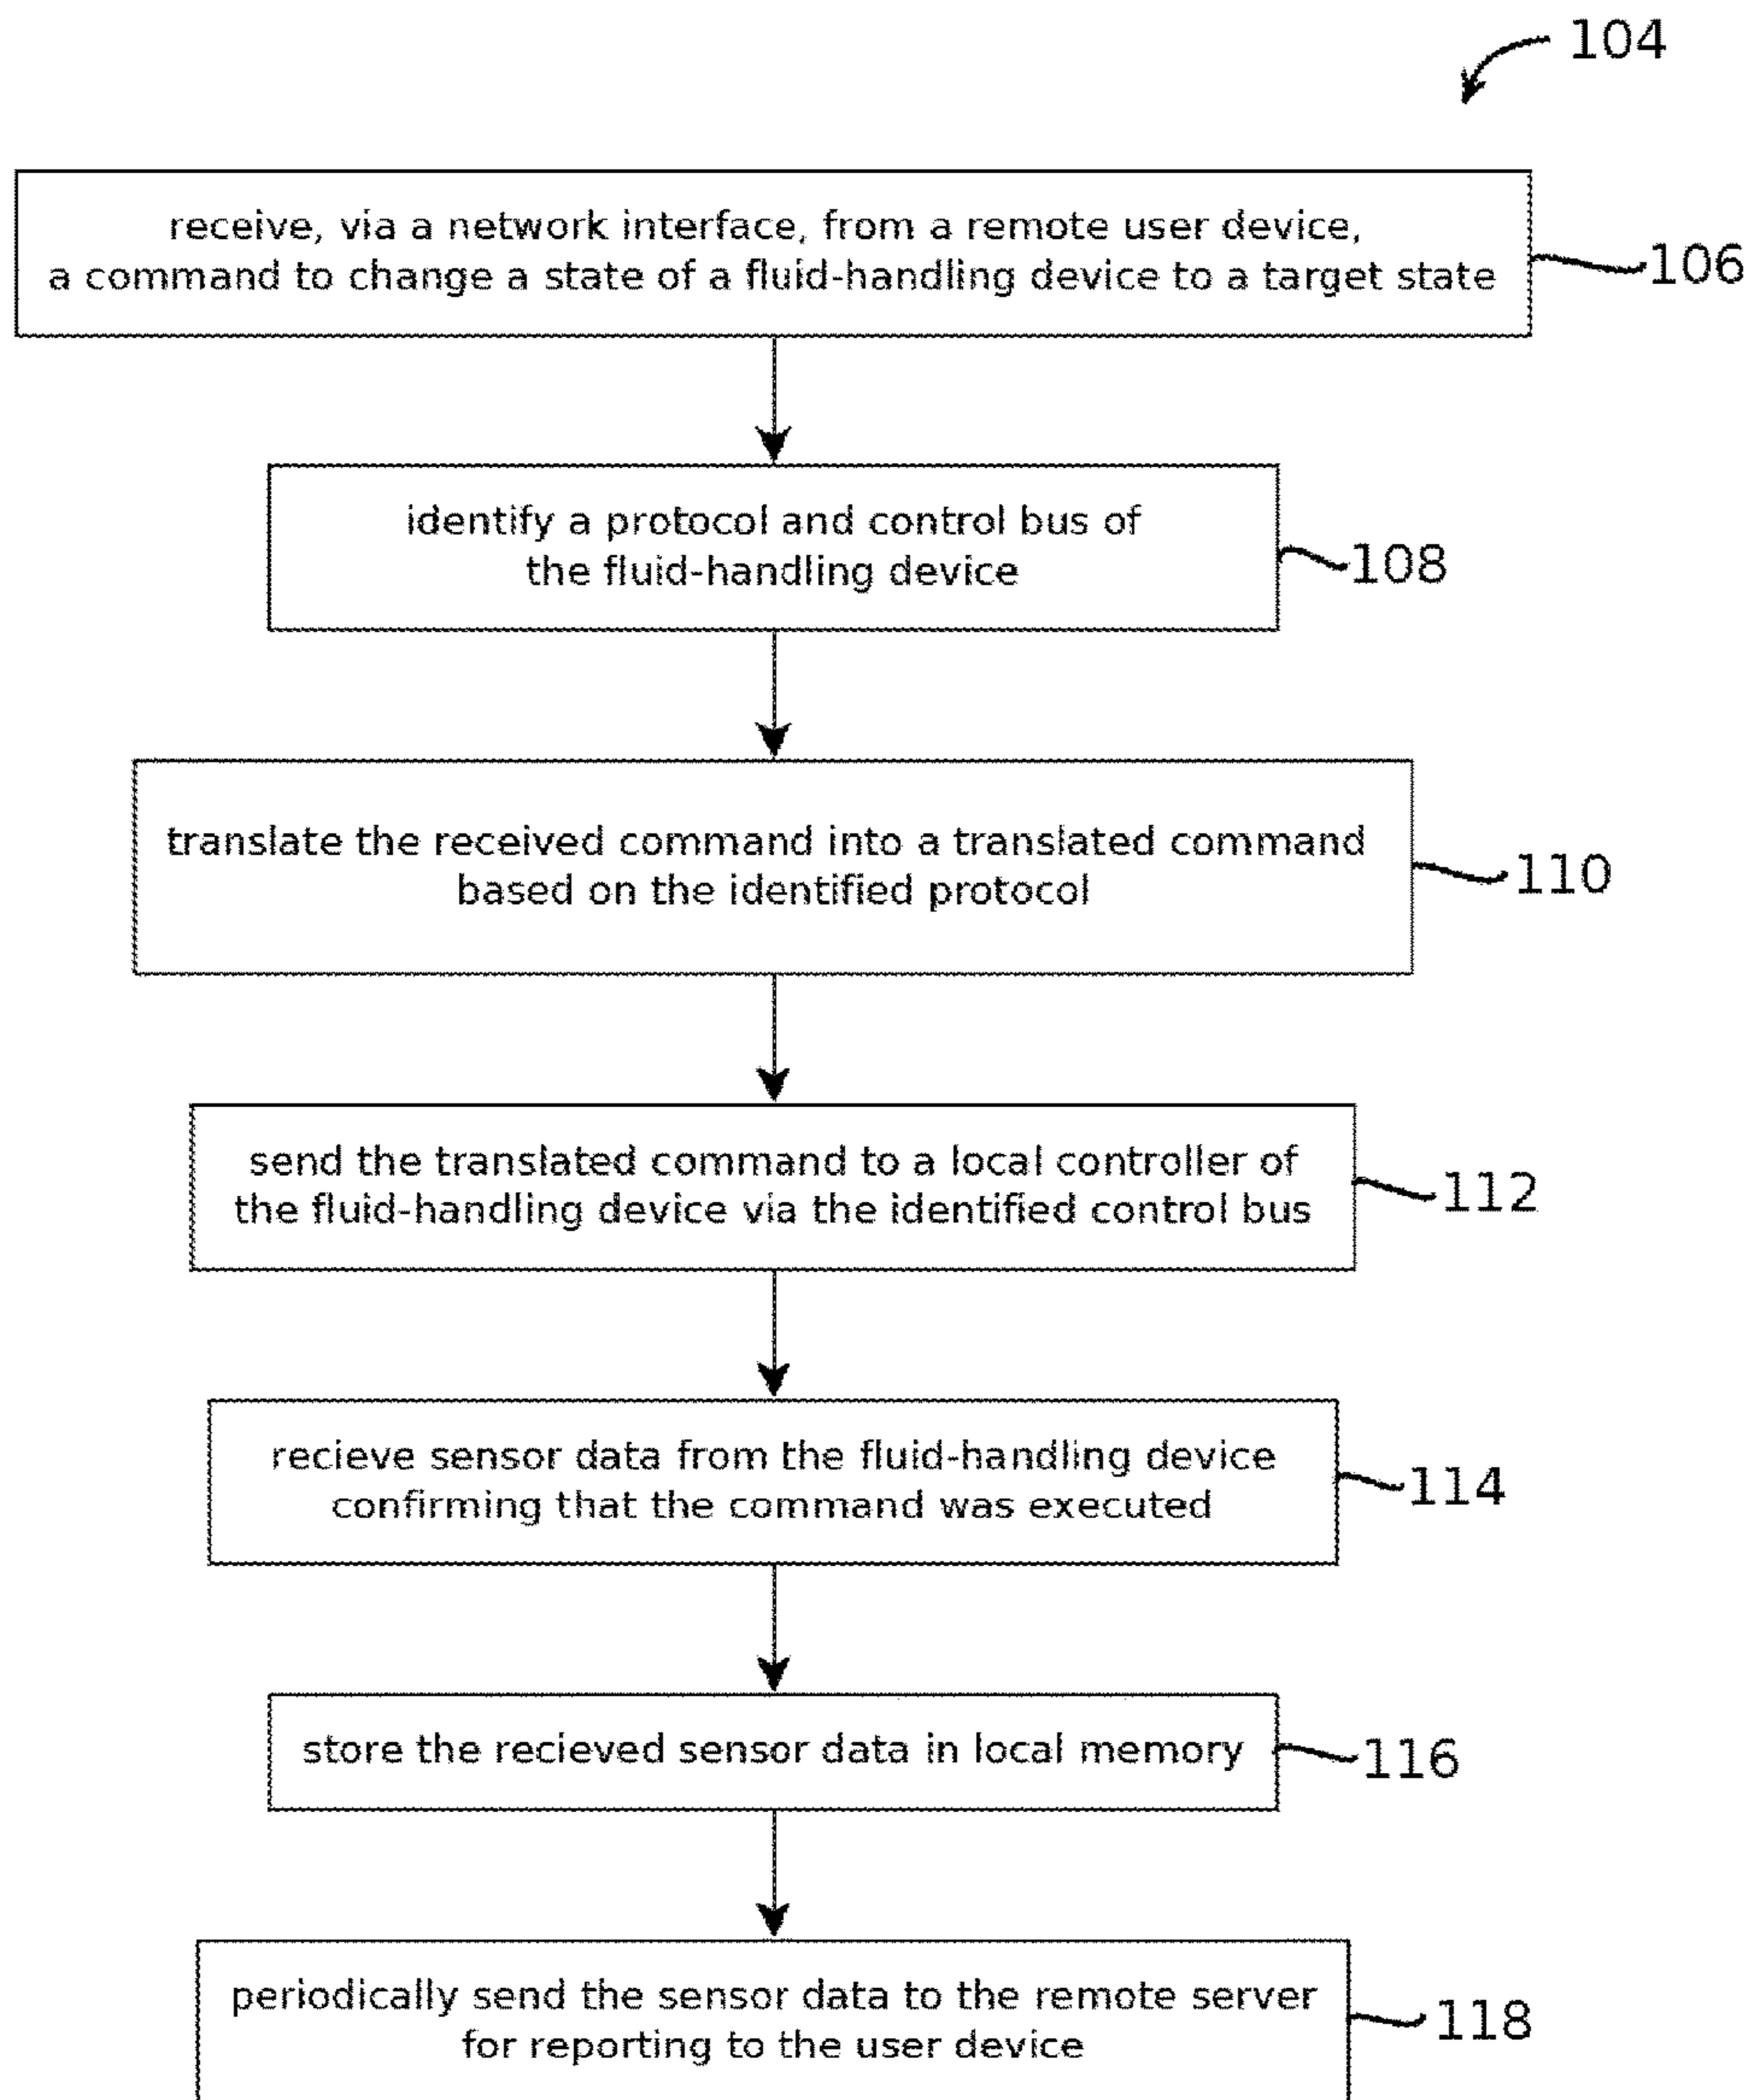 104
receive, via a network interface, from a remote user device,
a command to change a state of a fluid-handling device to a target state
106
identify a protocol and control bus of
the fluid-handling device
108
translate the received command into a translated command
based on the identified protocol
110
send the translated command to a local controller of
the fluid-handling device via the identified control bus
112
recieve sensor data from the fluid-handling device
confirming that the command was executed
114
store the recieved sensor data in local memory
116
periodically send the sensor data to the remote server
for reporting to the user device
118